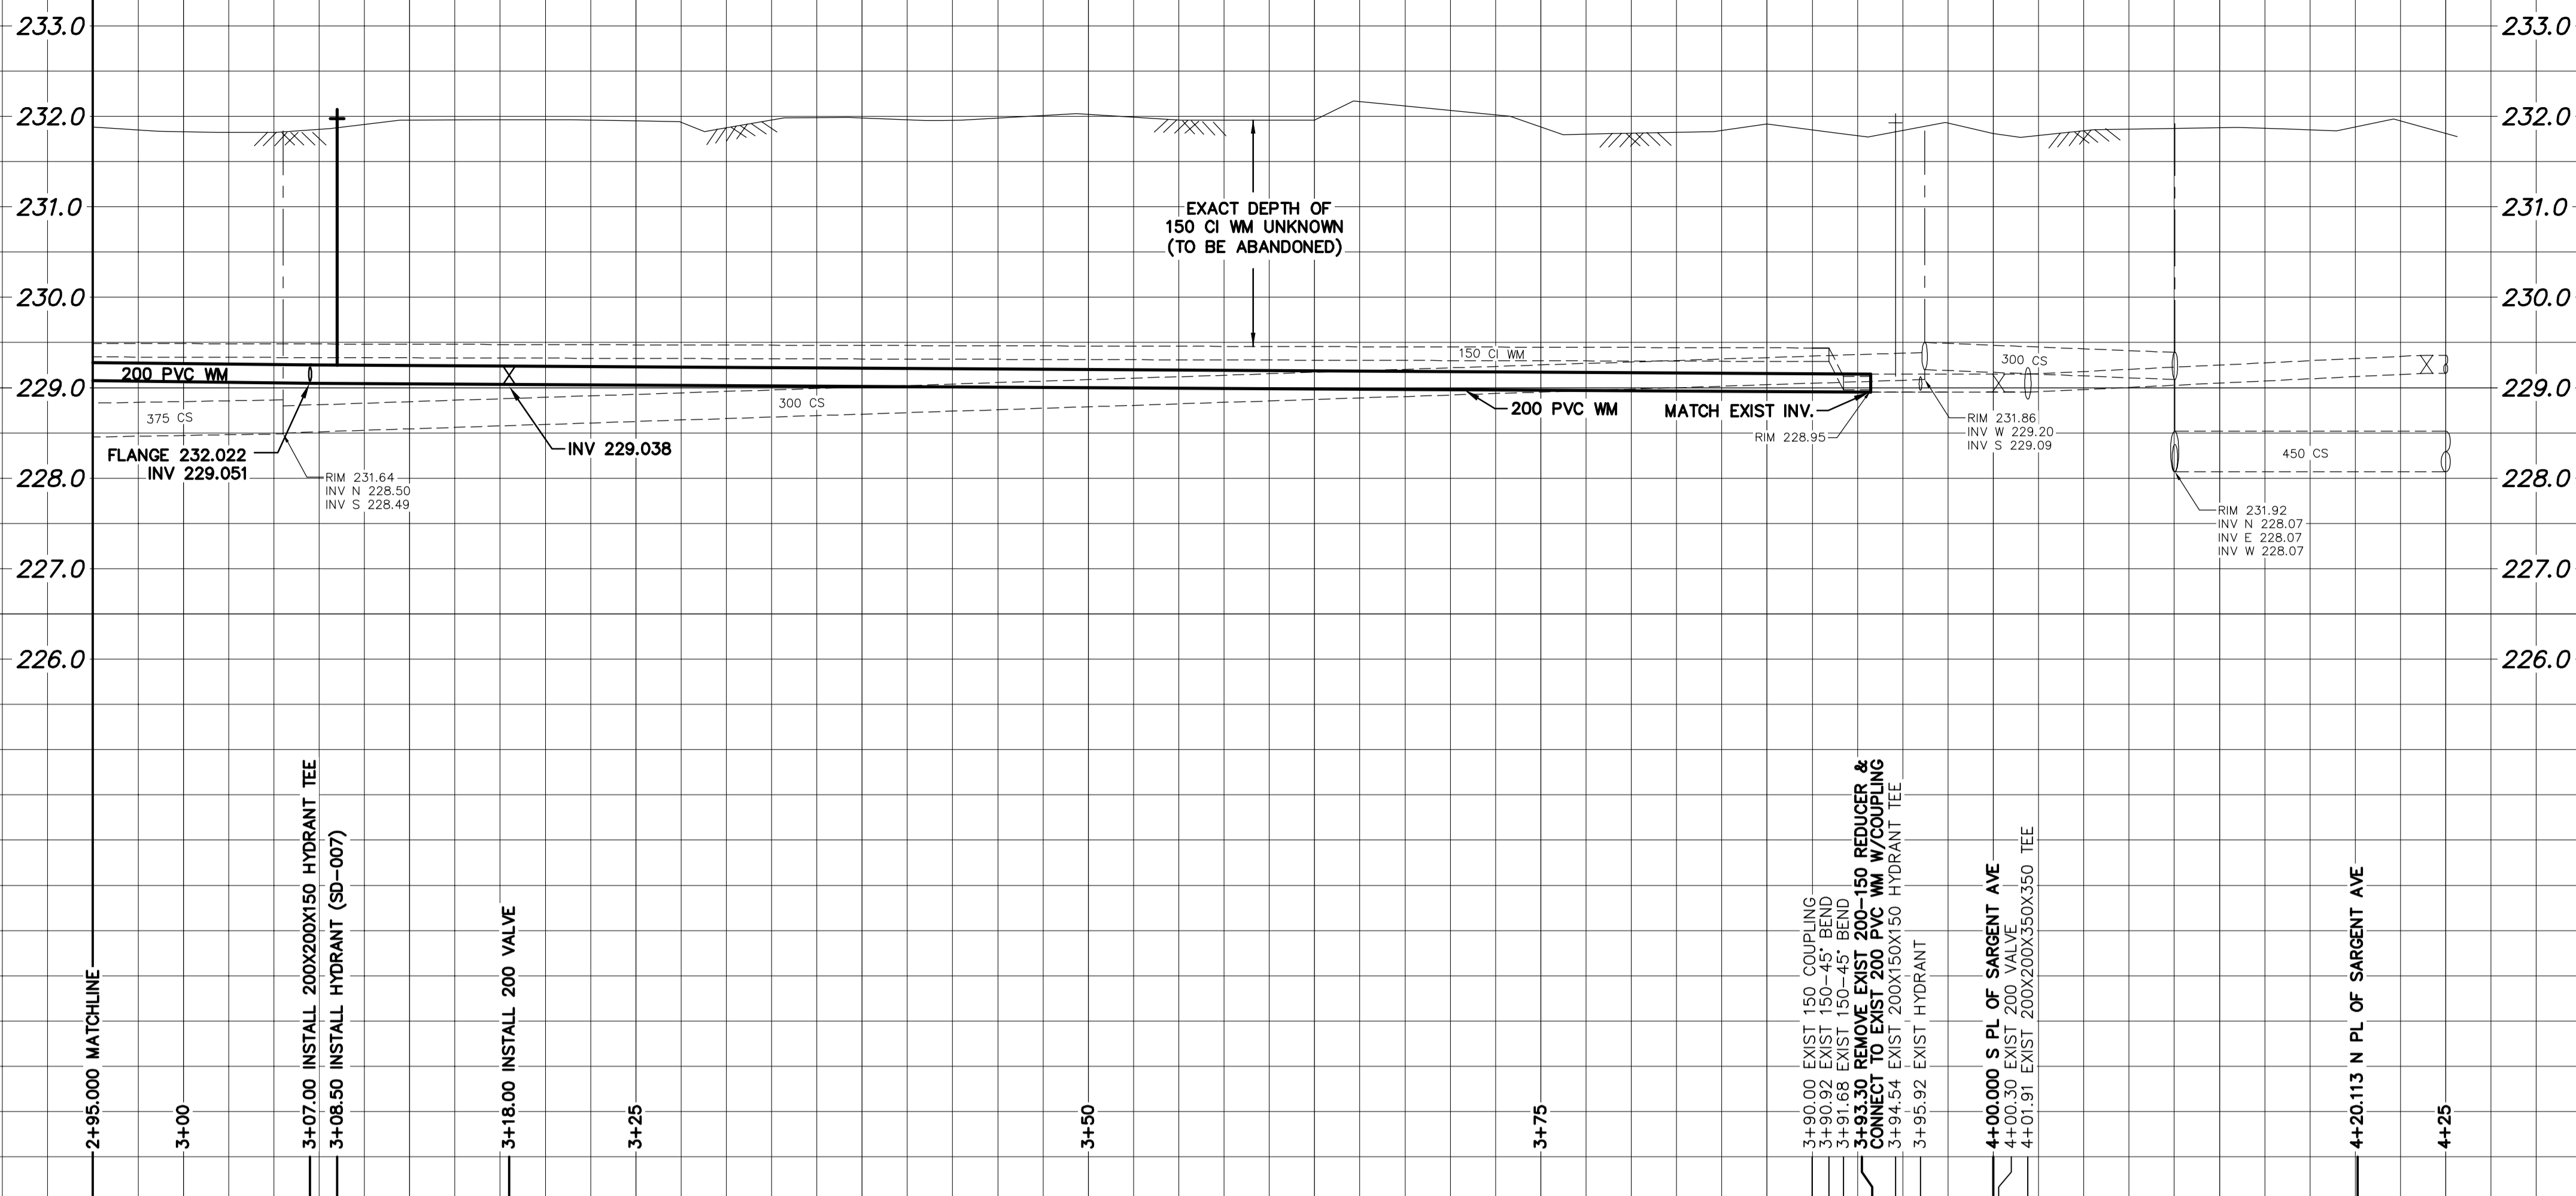 233.0
233.0
232.0
232.0
231.0
231.0
EXACT DEPTH OF
150 CI WM UNKNOWN
(TO BE ABANDONED)
230.0
230.0
150 CI WM
300 CS
200 PVC WM
229.0
229.0
375 CS
300 CS
200 PVC WM
MATCH EXIST INV.
RIM 228.95
RIM 231.86
INV W 229.20
INV S 229.09
FLANGE 232.022
INV 229.051
INV 229.038
450 CS
228.0
228.0
RIM 231.64
INV N 228.50
INV S 228.49
RIM 231.92
INV N 228.07
INV E 228.07
INV W 228.07
227.0
227.0
226.0
226.0
2+95.000 MATCHLINE
3+00
3+07.00 INSTALL 200X200X150 HYDRANT TEE
3+08.50 INSTALL HYDRANT (SD-007)
3+18.00 INSTALL 200 VALVE
3+25
3+50
3+75
3+90.00 EXIST 150 COUPLING
3+90.92 EXIST 150-45° BEND
3+91.68 EXIST 150-45° BEND
3+93.30 REMOVE EXIST 200-150 REDUCER &
CONNECT TO EXIST 200 PVC WM W/COUPLING
3+94.54 EXIST 200X150X150 HYDRANT TEE
3+95.92 EXIST HYDRANT
4+00.000 S PL OF SARGENT AVE
4+00.30 EXIST 200 VALVE
4+01.91 EXIST 200X200X350X350 TEE
4+20.113 N PL OF SARGENT AVE
4+25